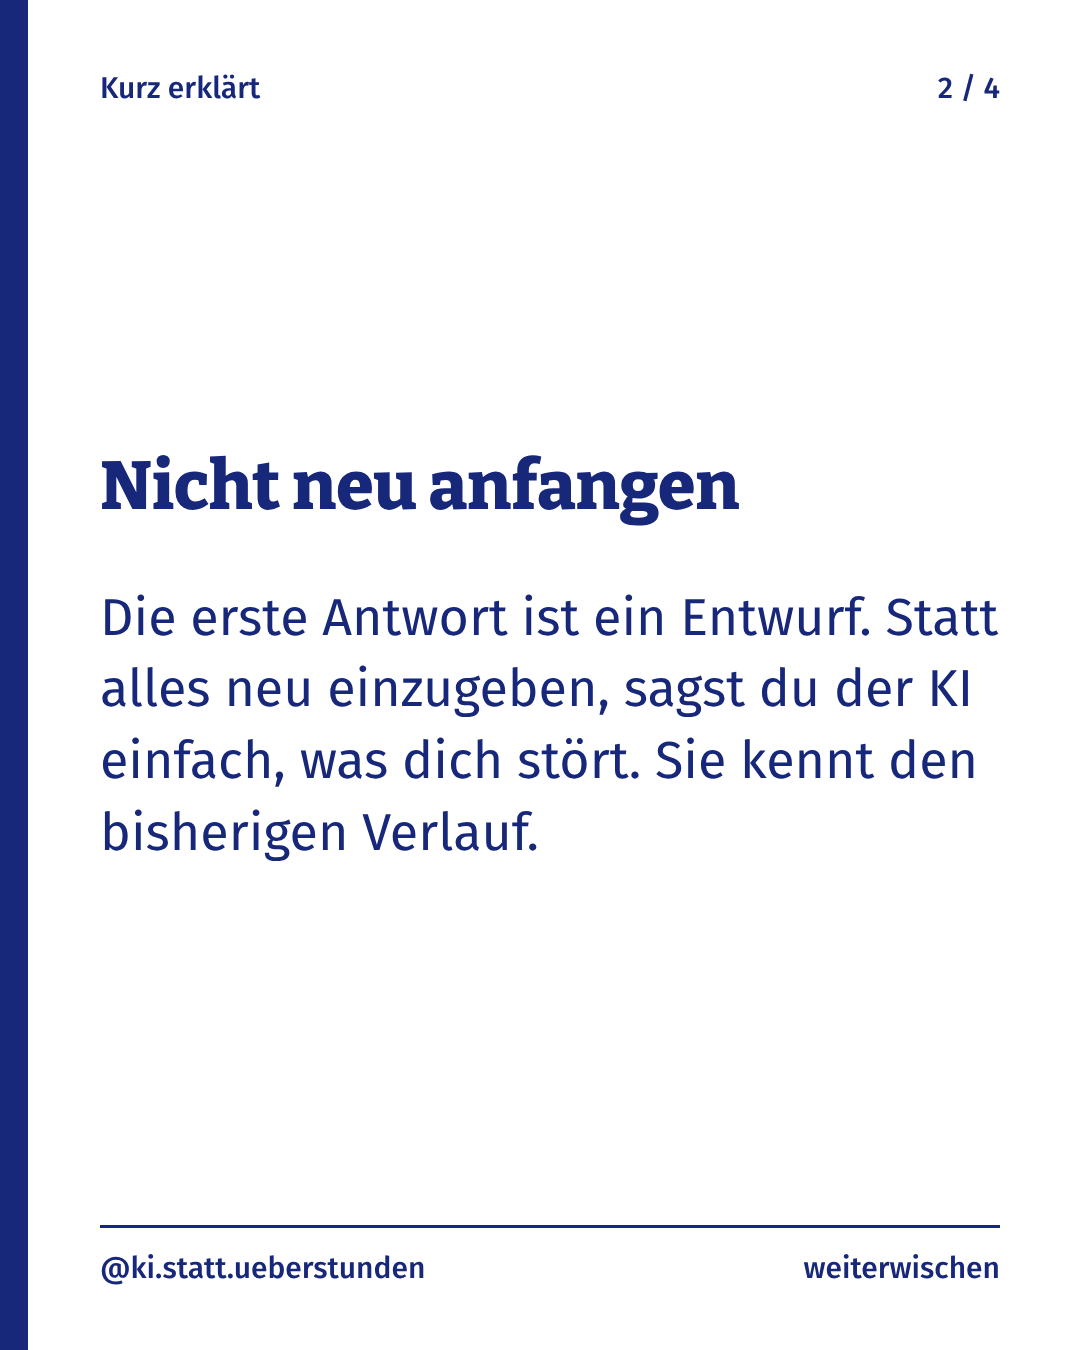 Kurz erklärt
2 / 4
Nicht neu anfangen
Die erste Antwort ist ein Entwurf. Statt
alles neu einzugeben, sagst du der KI
einfach, was dich stört. Sie kennt den
bisherigen Verlauf.
@ki.statt.ueberstunden
weiterwischen